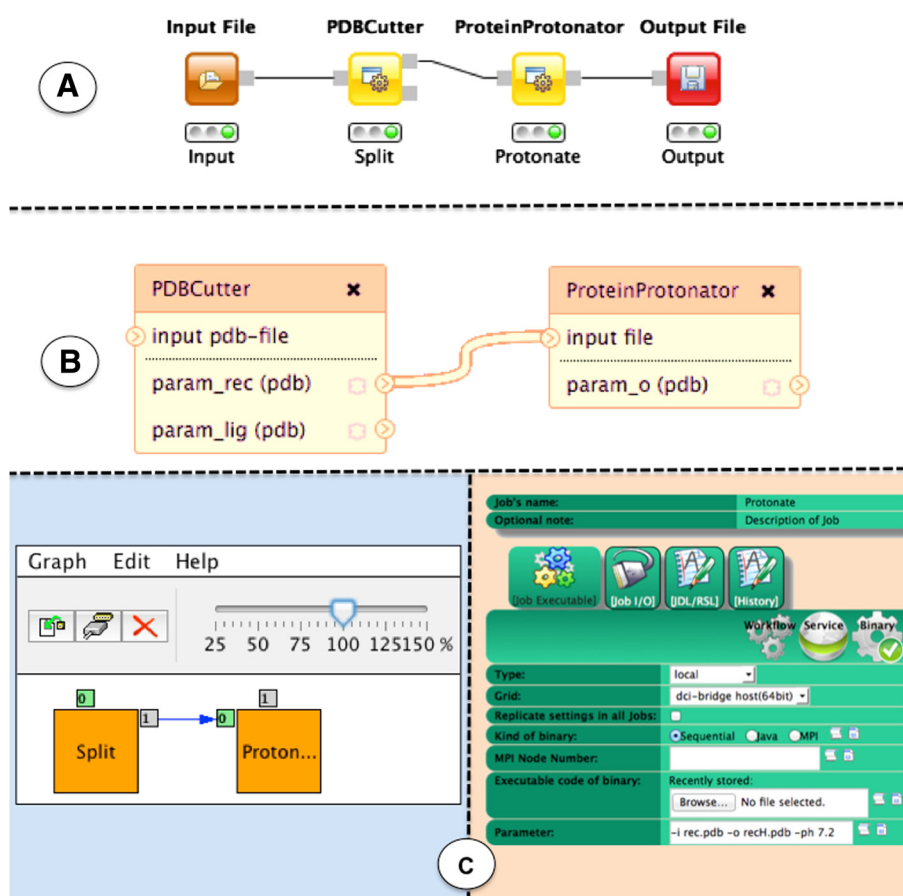 Input File PDBCutter ProteinProtonator Output File
A
Input Split Protonate Output
PDBCutter ✖ ProteinProtonator ✖
B
input pdb-file input file
param_rec (pdb) param_o (pdb)
param_lig (pdb)
Graph Edit Help
25 50 75 100 125150 %
0 1
1 0
Split Proton...
Job's name: Protonate
Optional note: Description of Job
[Job Executable] [Job I/O] [JDL/RSL] [History]
Workflow Service Binary
Type: local
Grid: dci-bridge host(64bit)
Replicate settings in all Jobs:
Kind of binary: Sequential Java MPI
MPI Node Number:
Executable code of binary: Recently stored:
Browse... No file selected.
Parameter: -i rec.pdb -o recH.pdb -ph 7.2
C